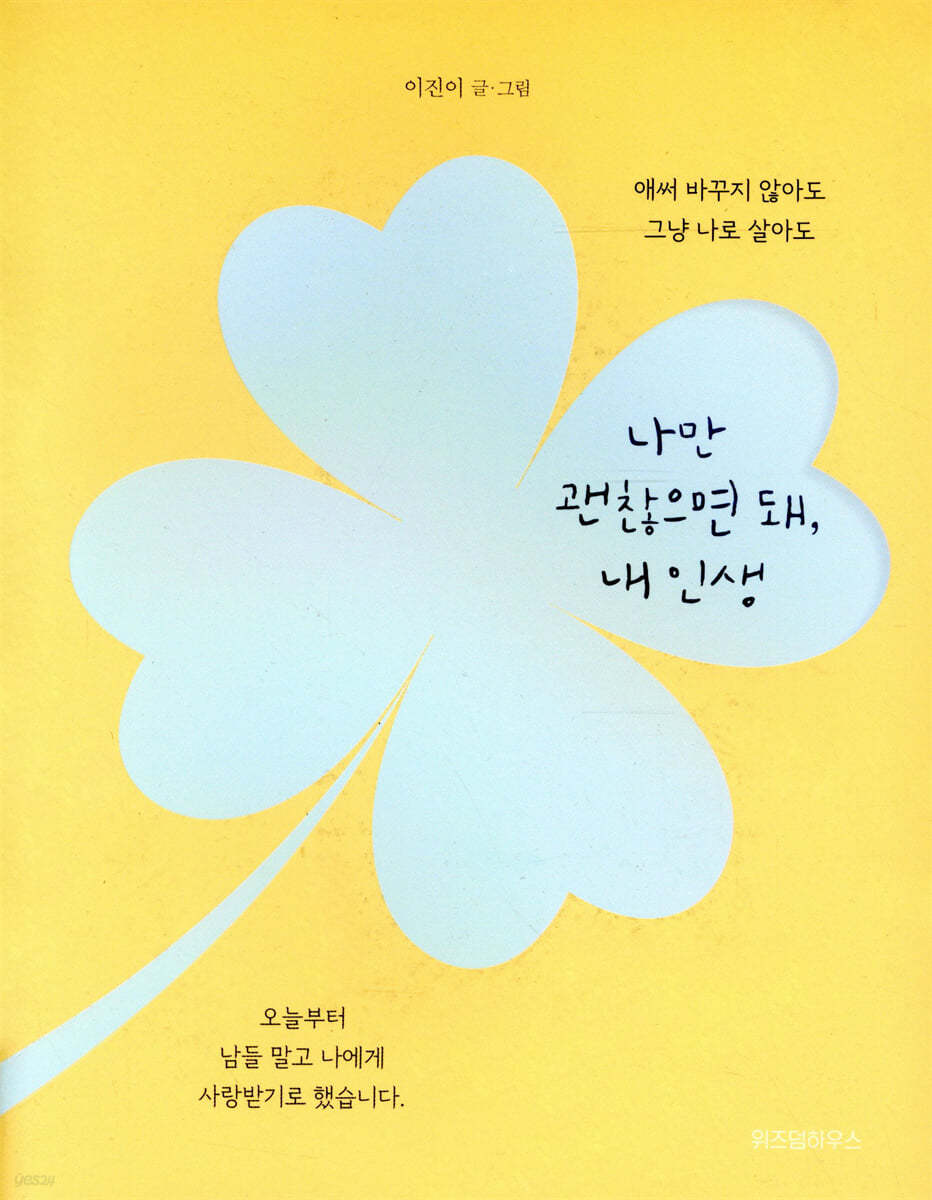 이진이 글·그림
애써 바꾸지 않아도
그냥 나로 살아도
나만
괜찮으면 돼,
내 인생
오늘부터
남들 말고 나에게
사랑받기로 했습니다.
위즈덤하우스
yes24